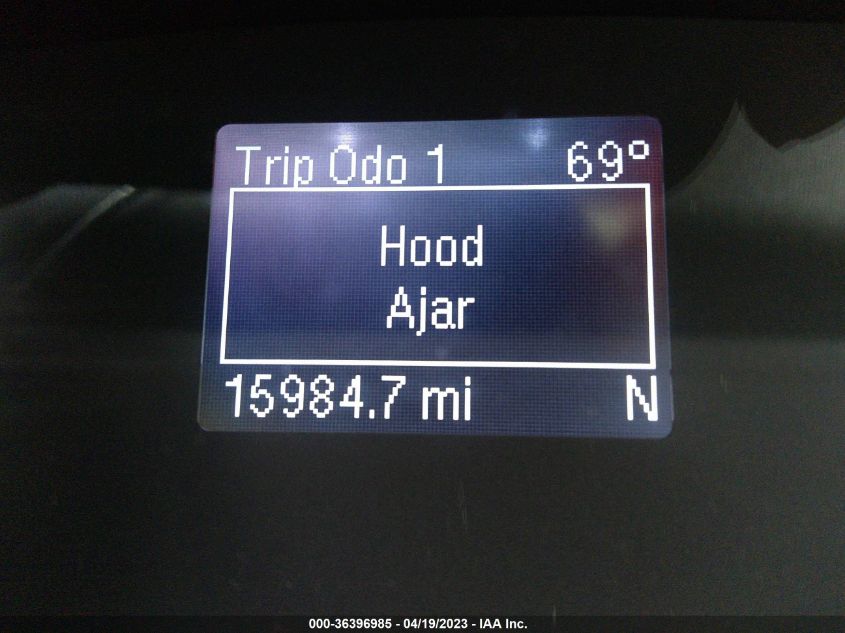 Trip Odo 1 69°
Hood
Ajar
15984.7 mi N
000-36396985 - 04/19/2023 - IAA Inc.